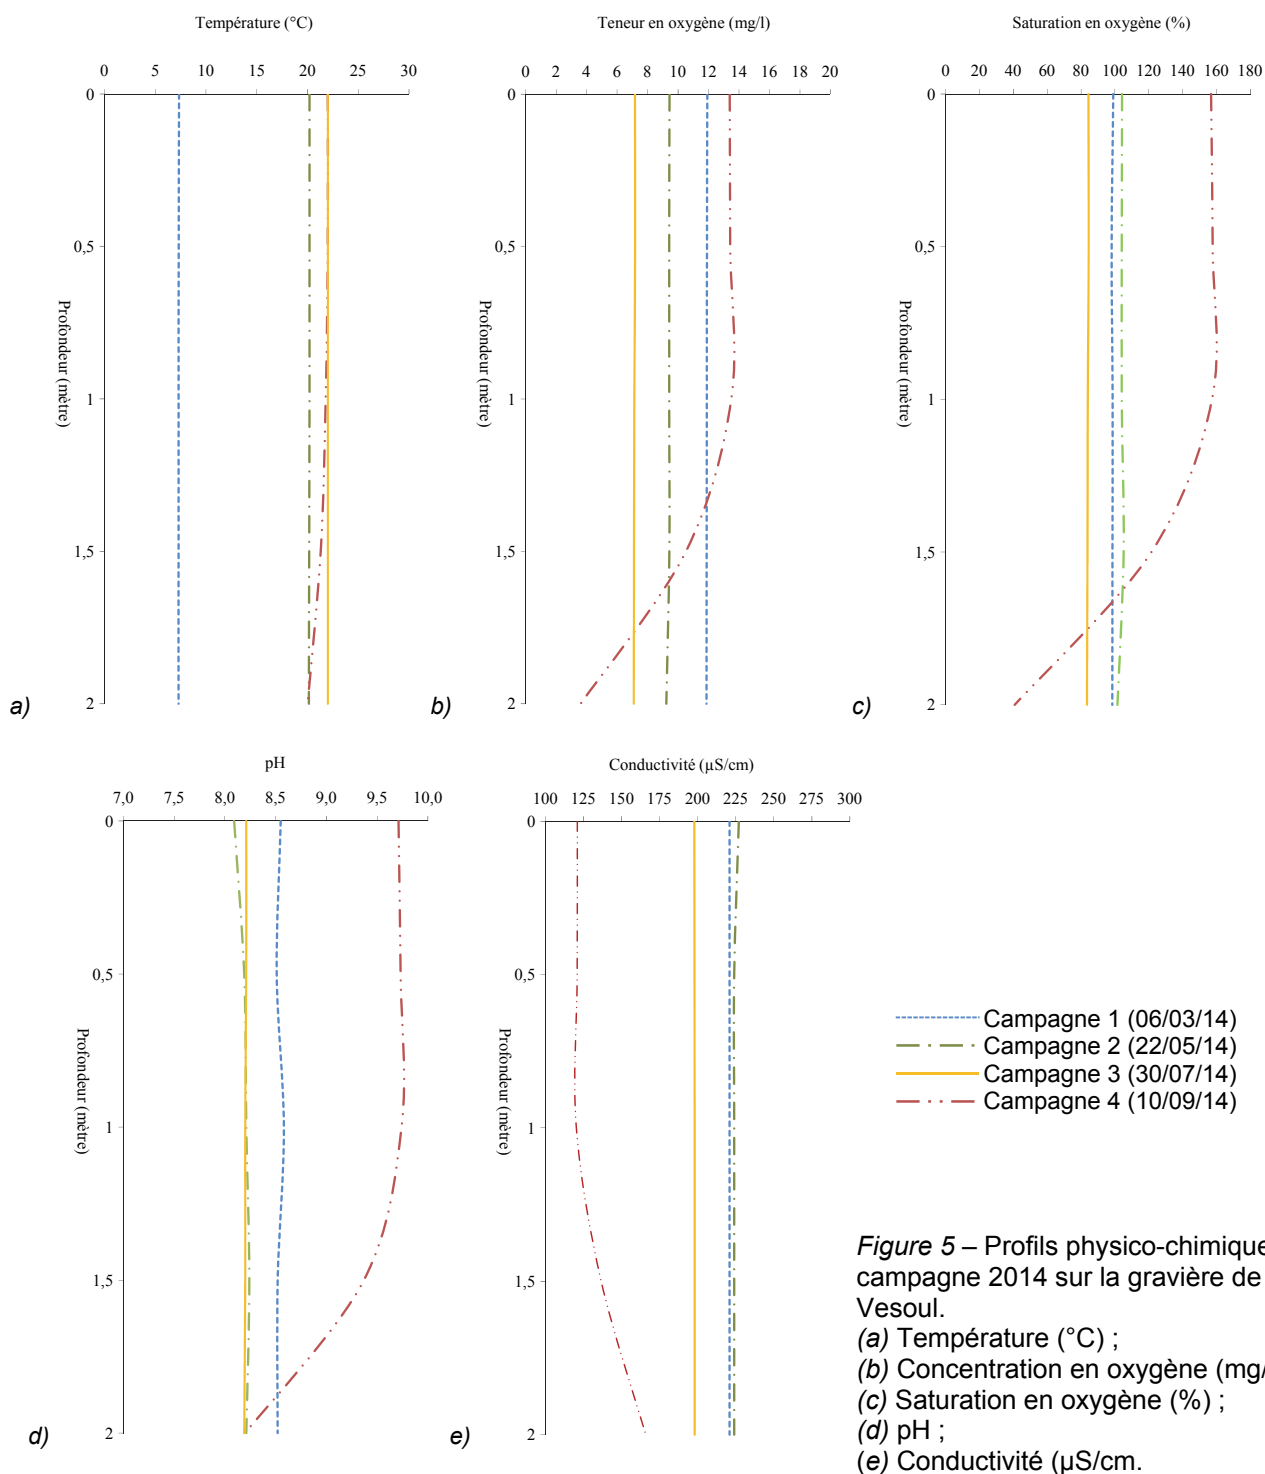 Température (°C)
0 5 10 15 20 25 30
0
0,5
1
1,5
2
Profondeur (mètre)
a)
Teneur en oxygène (mg/l)
0 2 4 6 8 10 12 14 16 18 20
0
0,5
1
1,5
2
Profondeur (mètre)
b)
Saturation en oxygène (%)
0 20 40 60 80 100 120 140 160 180
0
0,5
1
1,5
2
Profondeur (mètre)
c)
pH
7,0 7,5 8,0 8,5 9,0 9,5 10,0
0
0,5
1
1,5
2
Profondeur (mètre)
d)
Conductivité (µS/cm)
100 125 150 175 200 225 250 275 300
0
0,5
1
1,5
2
Profondeur (mètre)
e)
Campagne 1 (06/03/14)
Campagne 2 (22/05/14)
Campagne 3 (30/07/14)
Campagne 4 (10/09/14)
Figure 5 – Profils physico-chimique
campagne 2014 sur la gravière de
Vesoul.
(a) Température (°C) ;
(b) Concentration en oxygène (mg/
(c) Saturation en oxygène (%) ;
(d) pH ;
(e) Conductivité (µS/cm.